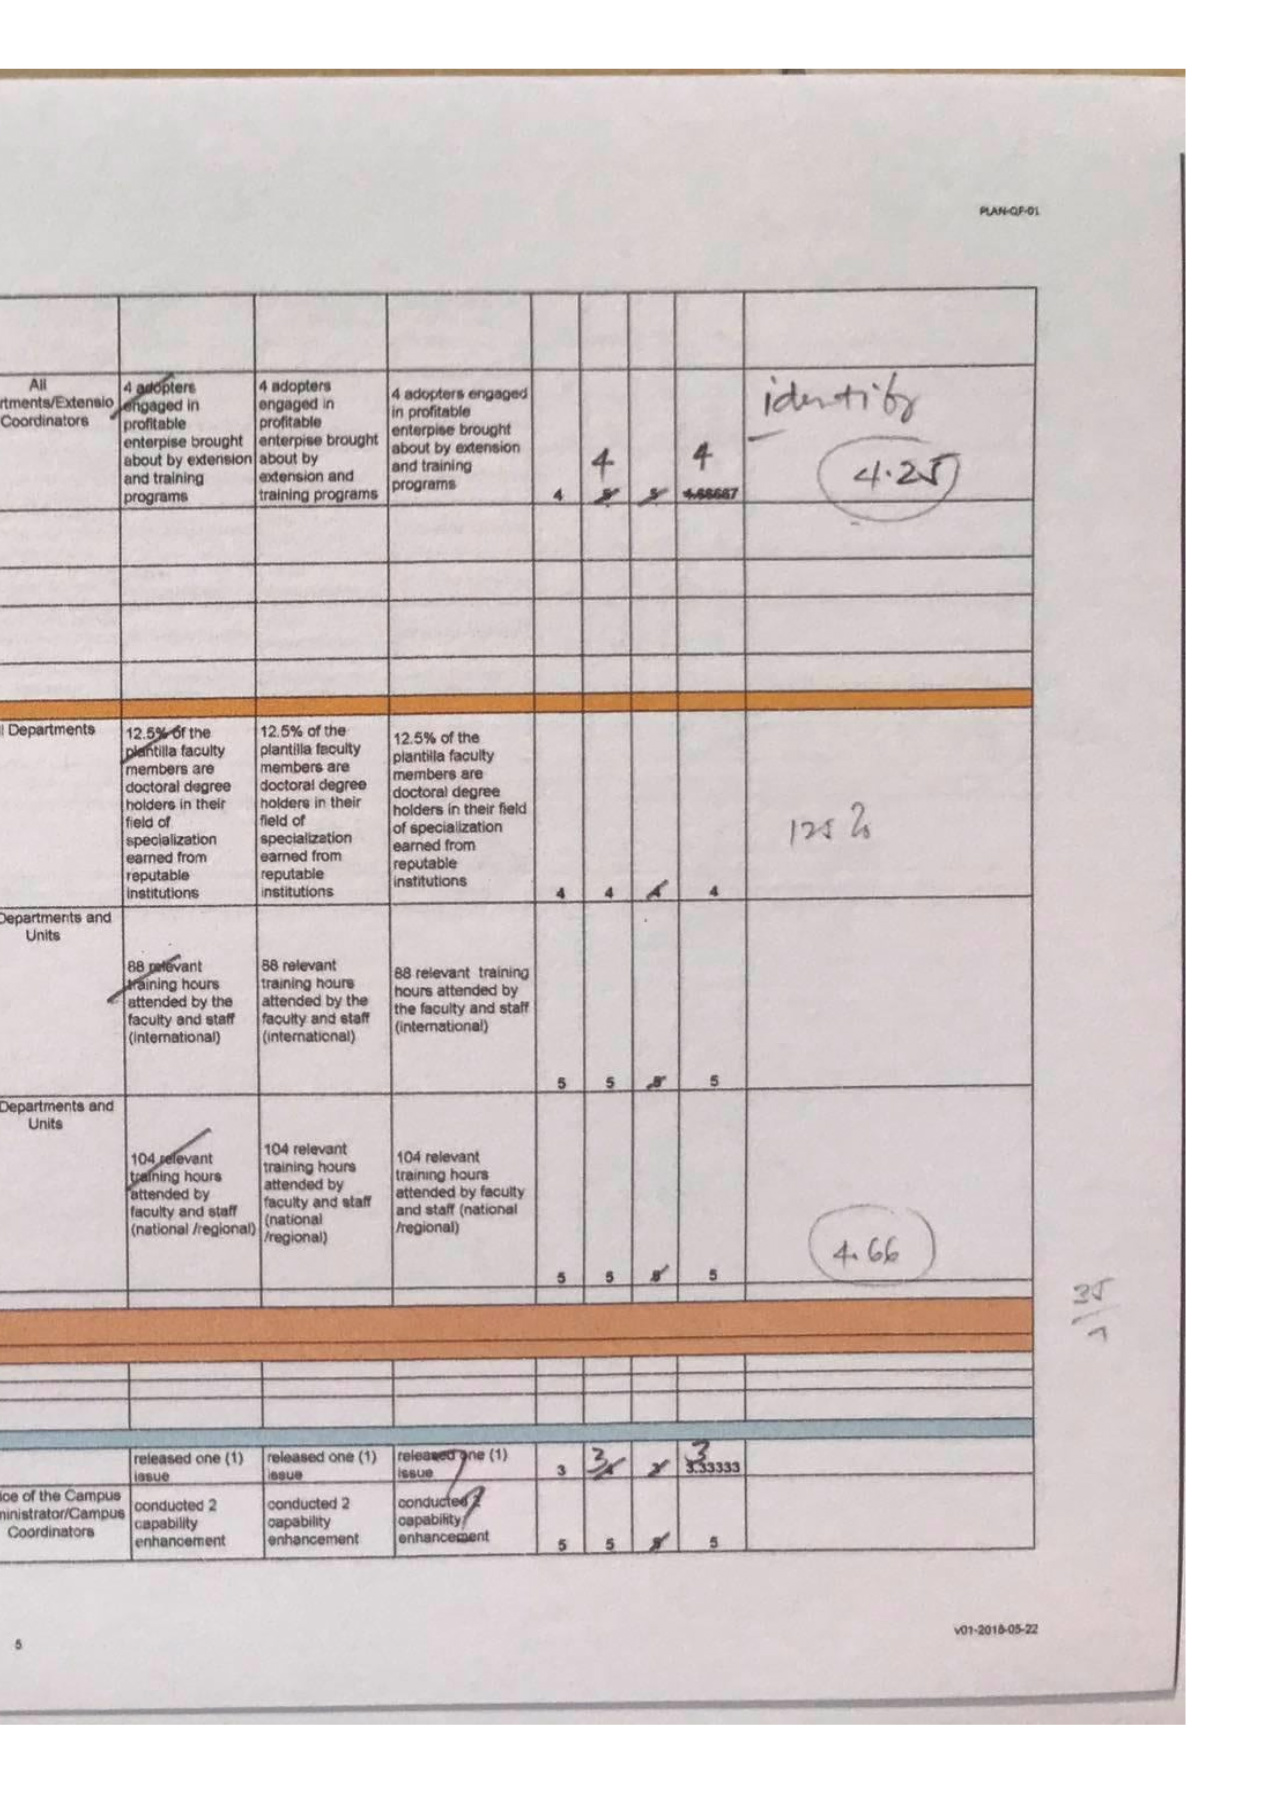 PLAN-QF-01
All
rtments/Extensio
Coordinators
4 adopters
engaged in
profitable
enterpise brought
about by extension
and training
programs
4 adopters
engaged in
profitable
enterpise brought
about by
extension and
training programs
4 adopters engaged
in profitable
enterpise brought
about by extension
and training
programs
4
4
5
5
4
4.66667
identify
4.25
l Departments
12.5% of the
plantilla faculty
members are
doctoral degree
holders in their
field of
specialization
earned from
reputable
institutions
12.5% of the
plantilla faculty
members are
doctoral degree
holders in their
field of
specialization
earned from
reputable
institutions
12.5% of the
plantilla faculty
members are
doctoral degree
holders in their field
of specialization
earned from
reputable
institutions
4
4
4
4
Departments and
Units
88 relevant
training hours
attended by the
faculty and staff
(international)
88 relevant
training hours
attended by the
faculty and staff
(international)
88 relevant training
hours attended by
the faculty and staff
(international)
5
5
5
5
Departments and
Units
104 relevant
training hours
attended by
faculty and staff
(national /regional)
104 relevant
training hours
attended by
faculty and staff
(national
/regional)
104 relevant
training hours
attended by faculty
and staff (national
/regional)
5
5
5
5
4.66
35
released one (1)
issue
released one (1)
issue
released one (1)
issue
3
3
3
3.33333
ice of the Campus
ministrator/Campus
Coordinators
conducted 2
capability
enhancement
conducted 2
capability
enhancement
conducted 2
capability
enhancement
5
5
5
5
5
v01-2018-05-22